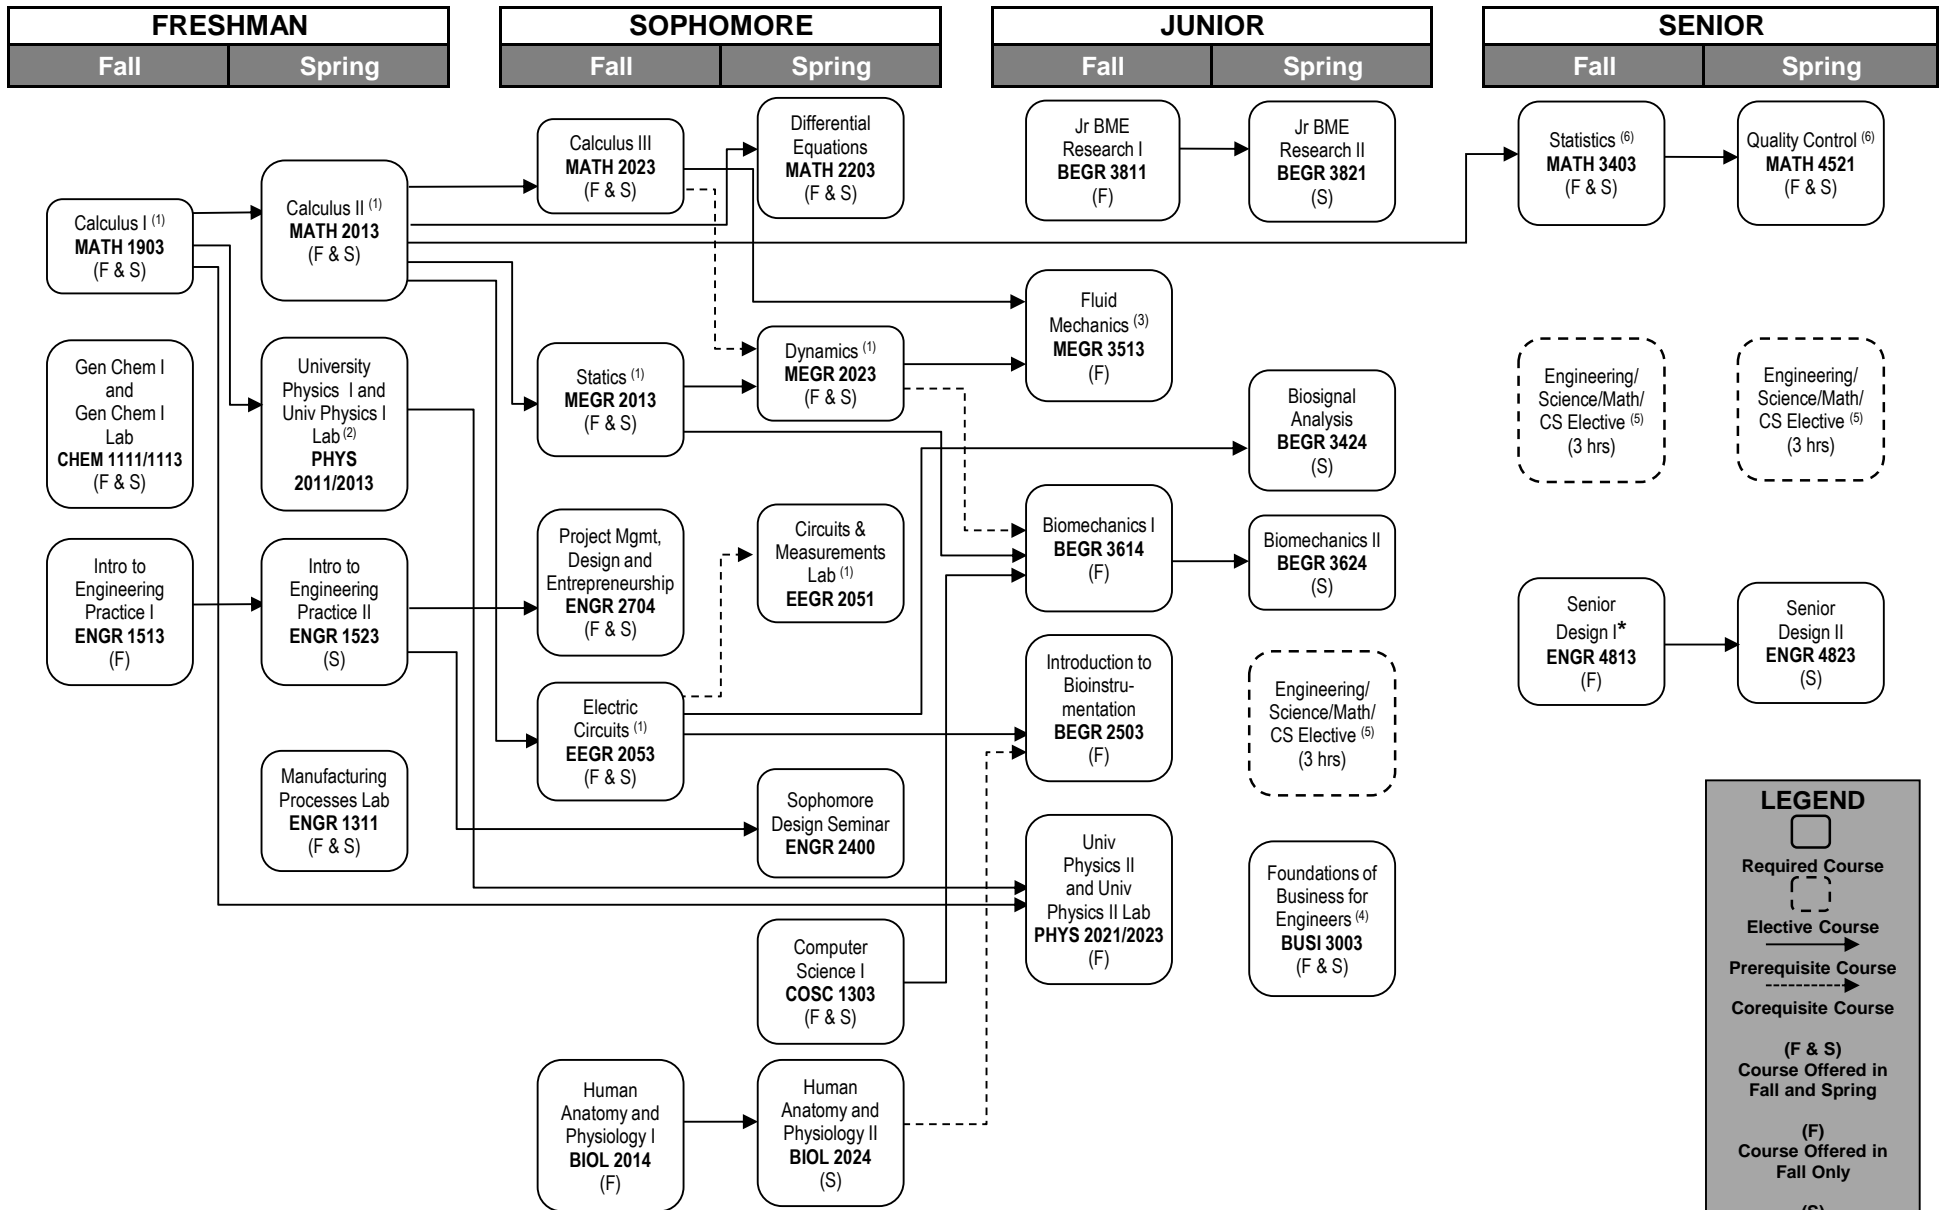 FRESHMAN
Fall
Spring
SOPHOMORE
Fall
Spring
JUNIOR
Fall
Spring
SENIOR
Fall
Spring
Calculus I (1)
MATH 1903
(F & S)
Gen Chem I
and
Gen Chem I
Lab
CHEM 1111/1113
(F & S)
Intro to
Engineering
Practice I
ENGR 1513
(F)
Calculus II (1)
MATH 2013
(F & S)
University
Physics I and
Univ Physics I
Lab (2)
PHYS
2011/2013
Intro to
Engineering
Practice II
ENGR 1523
(S)
Manufacturing
Processes Lab
ENGR 1311
(F & S)
Calculus III
MATH 2023
(F & S)
Statics (1)
MEGR 2013
(F & S)
Project Mgmt,
Design and
Entrepreneurship
ENGR 2704
(F & S)
Electric
Circuits (1)
EEGR 2053
(F & S)
Human
Anatomy and
Physiology I
BIOL 2014
(F)
Differential
Equations
MATH 2203
(F & S)
Dynamics (1)
MEGR 2023
(F & S)
Circuits &
Measurements
Lab (1)
EEGR 2051
Sophomore
Design Seminar
ENGR 2400
Computer
Science I
COSC 1303
(F & S)
Human
Anatomy and
Physiology II
BIOL 2024
(S)
Jr BME
Research I
BEGR 3811
(F)
Fluid
Mechanics (3)
MEGR 3513
(F)
Biomechanics I
BEGR 3614
(F)
Introduction to
Bioinstru-
mentation
BEGR 2503
(F)
Univ
Physics II
and Univ
Physics II Lab
PHYS 2021/2023
(F)
Jr BME
Research II
BEGR 3821
(S)
Biosignal
Analysis
BEGR 3424
(S)
Biomechanics II
BEGR 3624
(S)
Engineering/
Science/Math/
CS Elective (5)
(3 hrs)
Foundations of
Business for
Engineers (4)
BUSI 3003
(F & S)
Statistics (6)
MATH 3403
(F & S)
Engineering/
Science/Math/
CS Elective (5)
(3 hrs)
Senior
Design I*
ENGR 4813
(F)
Quality Control (6)
MATH 4521
(F & S)
Engineering/
Science/Math/
CS Elective (5)
(3 hrs)
Senior
Design II
ENGR 4823
(S)
LEGEND
Required Course
Elective Course
Prerequisite Course
Corequisite Course
(F & S)
Course Offered in
Fall and Spring
(F)
Course Offered in
Fall Only
(S)